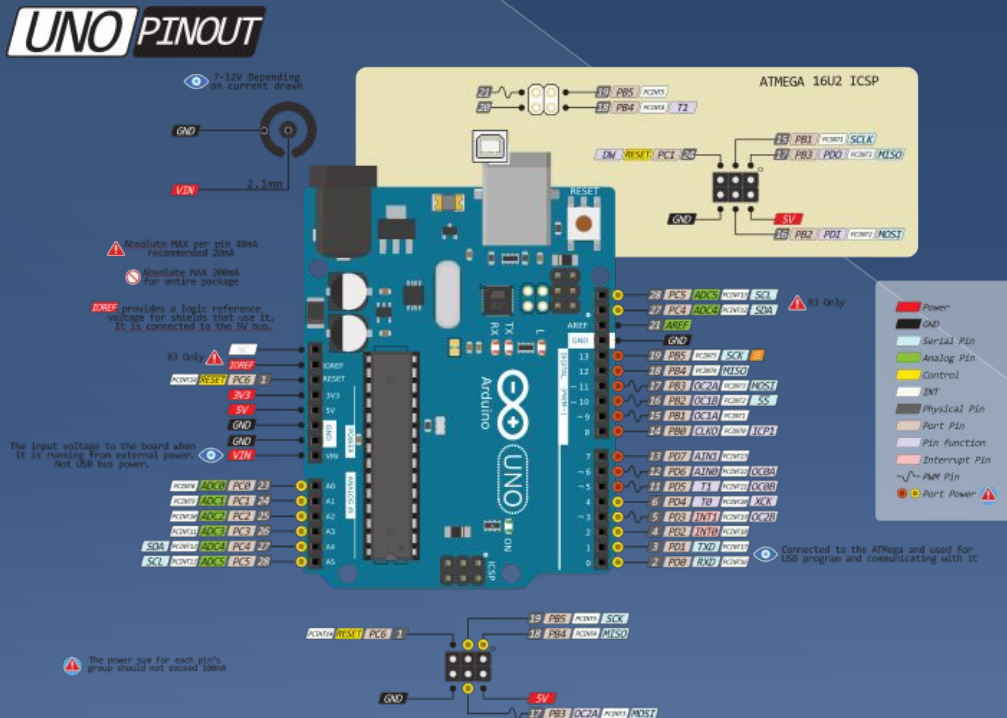 UNO PINOUT
7-12V Depending
on current drawn
GND
VIN
2.1mm
ATMEGA 16U2 ICSP
21
20
19 PB5 PCINT5
18 PB4 PCINT4 T1
15 PB1 PCINT1 SCLK
17 PB3 PDO PCINT3 MISO
DW RESET PC1 24
GND
5V
16 PB2 PDI PCINT2 MOSI
RESET
Absolute MAX per pin 40mA
recommended 20mA
Absolute MAX 200mA
for entire package
IOREF provides a logic reference
voltage for shields that use it.
It is connected to the 5V bus.
R3 Only
NC
IOREF
PCINT14 RESET PC6 1
3V3
5V
GND
GND
VIN
The input voltage to the board when
it is running from external power.
Not USB bus power.
PCINT8 ADC0 PC0 23
PCINT9 ADC1 PC1 24
PCINT10 ADC2 PC2 25
PCINT11 ADC3 PC3 26
SDA PCINT12 ADC4 PC4 27
SCL PCINT13 ADC5 PC5 28
IOREF
RESET
3V3
5V
GND
VIN
POWER
A0
A1
A2
A3
A4
A5
ANALOG IN
RX
TX
L
Arduino
UNO
ON
ICSP
AREF
GND
13
12
~11
~10
~9
8
7
~6
~5
4
~3
2
1
0
DIGITAL (PWM~)
28 PC5 ADC5 PCINT13 SCL
27 PC4 ADC4 PCINT12 SDA
R3 Only
21 AREF
GND
19 PB5 PCINT5 SCK
18 PB4 PCINT4 MISO
17 PB3 OC2A PCINT3 MOSI
16 PB2 OC1B PCINT2 SS
15 PB1 OC1A PCINT1
14 PB0 CLKO PCINT0 ICP1
13 PD7 AIN1 PCINT23
12 PD6 AIN0 PCINT22 OC0A
11 PD5 T1 PCINT21 OC0B
6 PD4 T0 PCINT20 XCK
5 PD3 INT1 PCINT19 OC2B
4 PD2 INT0 PCINT18
3 PD1 TXD PCINT17
2 PD0 RXD PCINT16
Connected to the ATMega and used for
USB program and communicating with it
Power
GND
Serial Pin
Analog Pin
Control
INT
Physical Pin
Port Pin
Pin function
Interrupt Pin
PWM Pin
Port Power
PCINT14 RESET PC6 1
19 PB5 PCINT5 SCK
18 PB4 PCINT4 MISO
GND
5V
17 PB3 OC2A PCINT3 MOSI
The power sum for each pin's
group should not exceed 100mA